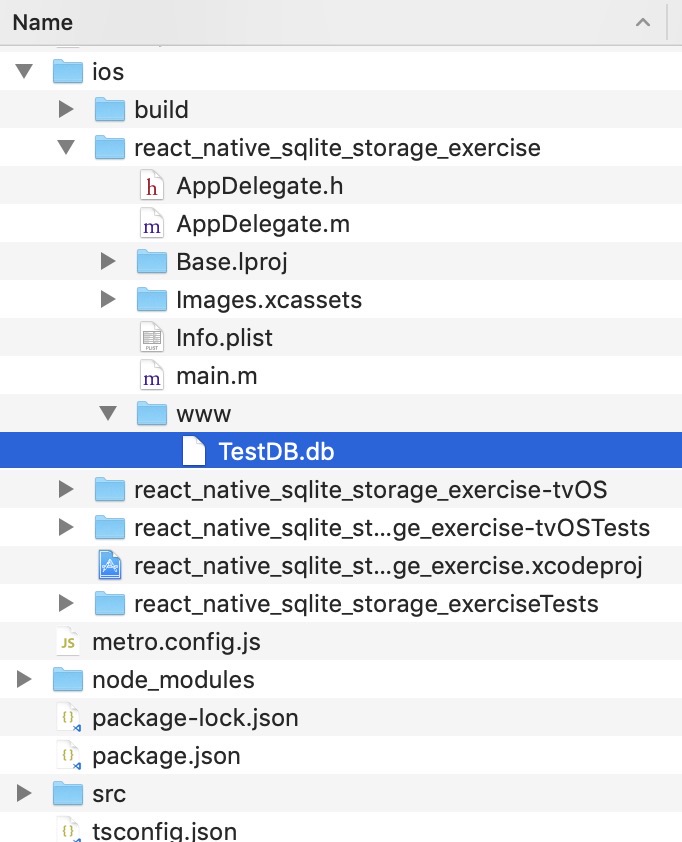 Name
ios
build
react_native_sqlite_storage_exercise
h AppDelegate.h
m AppDelegate.m
Base.lproj
Images.xcassets
PLIST Info.plist
m main.m
www
TestDB.db
react_native_sqlite_storage_exercise-tvOS
react_native_sqlite_st...ge_exercise-tvOSTests
react_native_sqlite_st...ge_exercise.xcodeproj
react_native_sqlite_storage_exerciseTests
JS metro.config.js
node_modules
{} package-lock.json
{} package.json
src
{} tsconfig.json